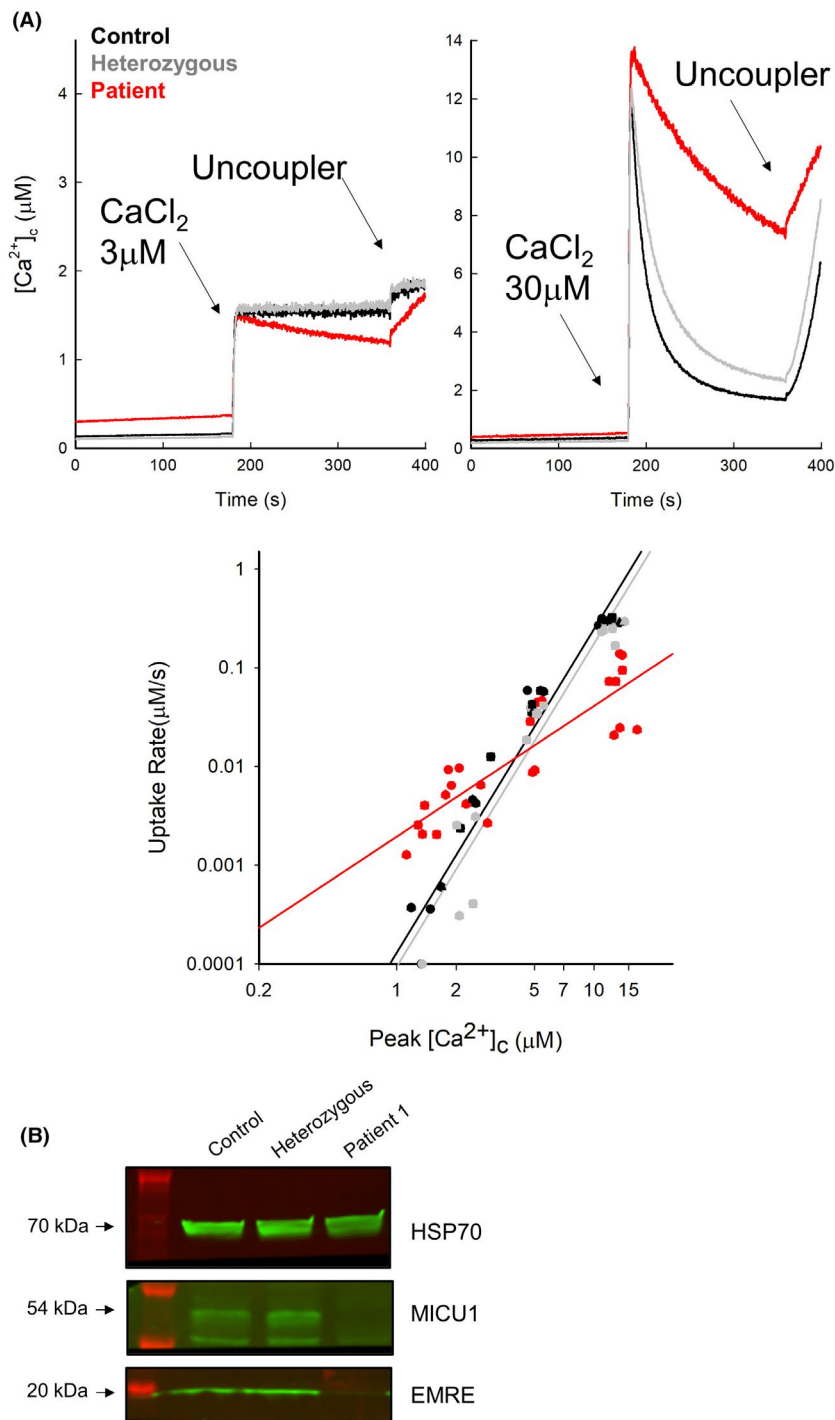 (A)
Control
Heterozygous
Patient
[Ca2+]c (μM)
4
3
2
1
0
CaCl2
3μM
Uncoupler
0 100 200 300 400
Time (s)
14
12
10
8
6
4
2
0
CaCl2
30μM
Uncoupler
0 100 200 300 400
Time (s)
Uptake Rate(μM/s)
1
0.1
0.01
0.001
0.0001
0.2 1 2 5 7 10 15
Peak [Ca2+]C (μM)
(B)
Control Heterozygous Patient 1
70 kDa → HSP70
54 kDa → MICU1
20 kDa → EMRE